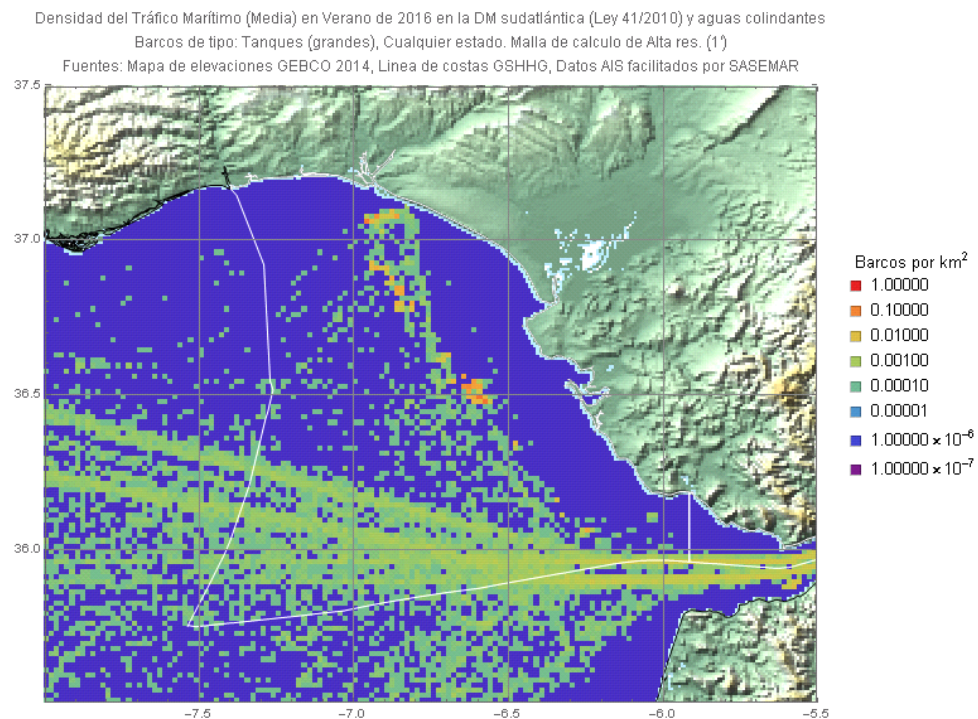 Densidad del Tráfico Marítimo (Media) en Verano de 2016 en la DM sudatlántica (Ley 41/2010) y aguas colindantes
Barcos de tipo: Tanques (grandes), Cualquier estado. Malla de calculo de Alta res. (1')
Fuentes: Mapa de elevaciones GEBCO 2014, Linea de costas GSHHG, Datos AIS facilitados por SASEMAR
37.5
37.0
36.5
36.0
-7.5 -7.0 -6.5 -6.0 -5.5
Barcos por km²
1.00000
0.10000
0.01000
0.00100
0.00010
0.00001
1.00000 × 10⁻⁶
1.00000 × 10⁻⁷